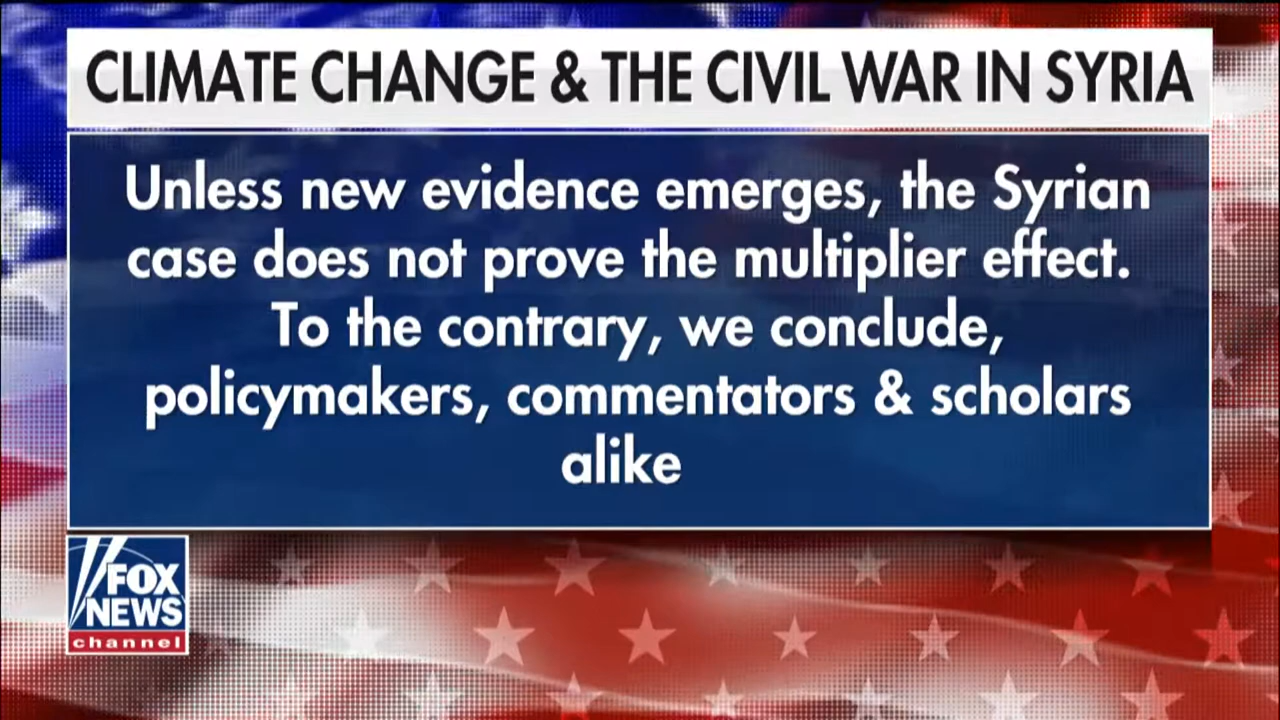 CLIMATE CHANGE & THE CIVIL WAR IN SYRIA
Unless new evidence emerges, the Syrian
case does not prove the multiplier effect.
To the contrary, we conclude,
policymakers, commentators & scholars
alike
FOX
NEWS
channel